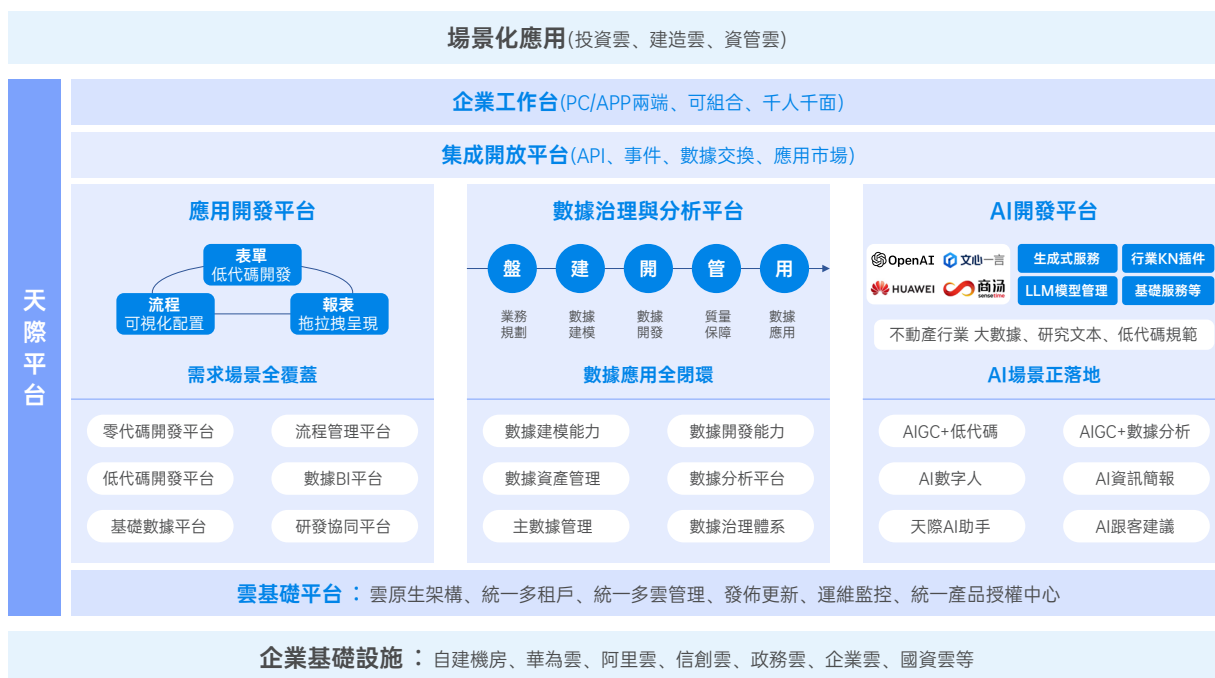 場景化應用(投資雲、建造雲、資管雲)
天際平台
企業工作台(PC/APP兩端、可組合、千人千面)
集成開放平台(API、事件、數據交換、應用市場)
應用開發平台
表單
低代碼開發
流程
可視化配置
報表
拖拉拽呈現
需求場景全覆蓋
零代碼開發平台
流程管理平台
低代碼開發平台
數據BI平台
基礎數據平台
研發協同平台
數據治理與分析平台
盤
建
開
管
用
業務
規劃
數據
建模
數據
開發
質量
保障
數據
應用
數據應用全閉環
數據建模能力
數據開發能力
數據資產管理
數據分析平台
主數據管理
數據治理體系
AI開發平台
OpenAI
文心一言
HUAWEI
商汤
sensetime
生成式服務
行業KN插件
LLM模型管理
基礎服務等
不動產行業 大數據、研究文本、低代碼規範
AI場景正落地
AIGC+低代碼
AIGC+數據分析
AI數字人
AI資訊簡報
天際AI助手
AI跟客建議
雲基礎平台：雲原生架構、統一多租戶、統一多雲管理、發佈更新、運維監控、統一產品授權中心
企業基礎設施：自建機房、華為雲、阿里雲、信創雲、政務雲、企業雲、國資雲等